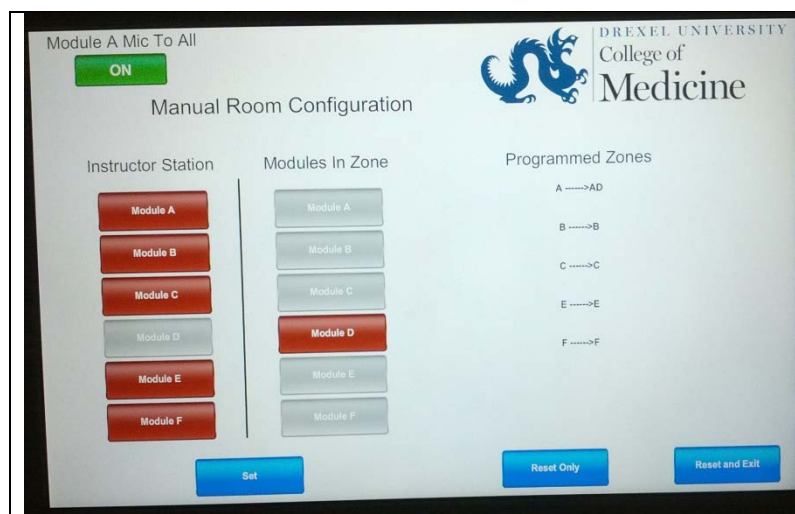 Module A Mic To All
ON
DREXEL UNIVERSITY
College of
Medicine
Manual Room Configuration
Instructor Station
Module A
Module B
Module C
Module D
Module E
Module F
Modules In Zone
Module A
Module B
Module C
Module D
Module E
Module F
Programmed Zones
A ------>AD
B ------>B
C ------>C
E ------>E
F ------>F
Set
Reset Only
Reset and Exit